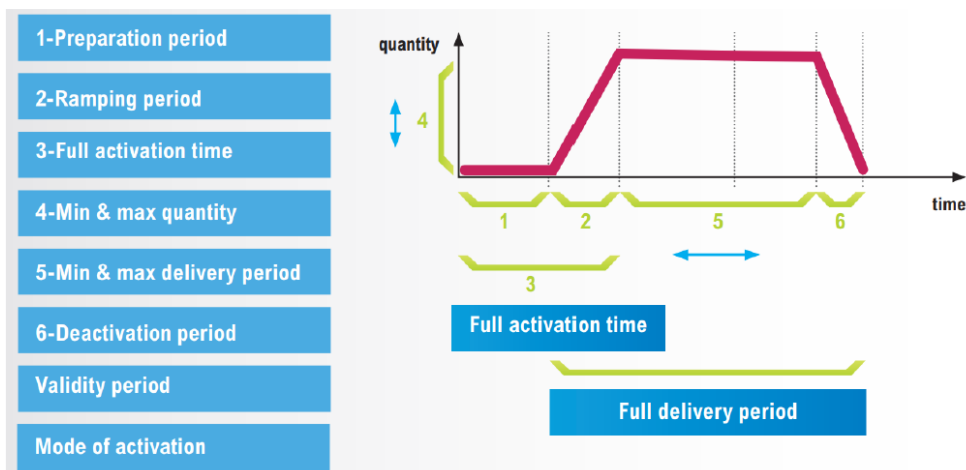 1-Preparation period
2-Ramping period
3-Full activation time
4-Min & max quantity
5-Min & max delivery period
6-Deactivation period
Validity period
Mode of activation
quantity
4
time
1
2
5
6
3
Full activation time
Full delivery period